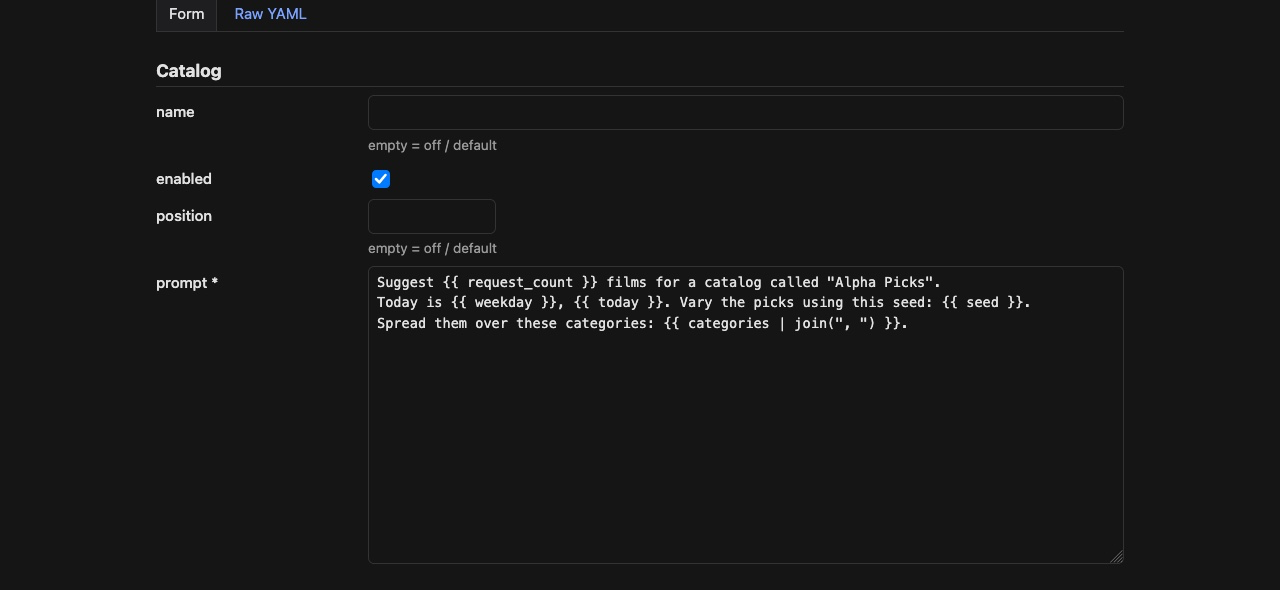 Form
Raw YAML
Catalog
name
empty = off / default
enabled
position
empty = off / default
prompt *
Suggest {{ request_count }} films for a catalog called "Alpha Picks".
Today is {{ weekday }}, {{ today }}. Vary the picks using this seed: {{ seed }}.
Spread them over these categories: {{ categories | join(", ") }}.